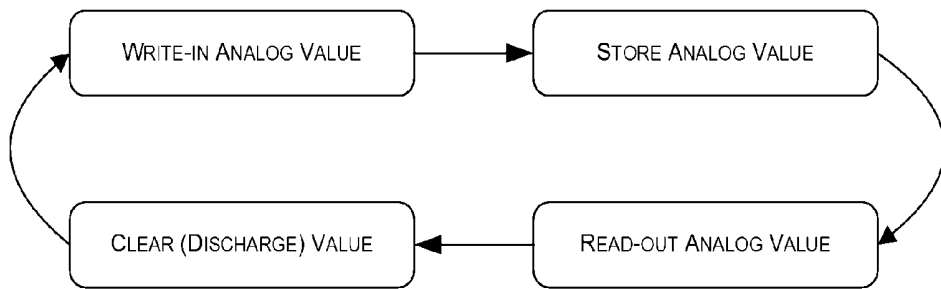 WRITE-IN ANALOG VALUE
STORE ANALOG VALUE
CLEAR (DISCHARGE) VALUE
READ-OUT ANALOG VALUE